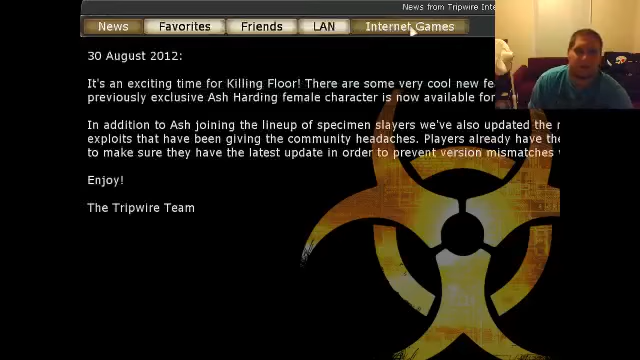 News from Tripwire Inte
News Favorites Friends LAN Internet Games
30 August 2012:
It's an exciting time for Killing Floor! There are some very cool new fe
previously exclusive Ash Harding female character is now available for
In addition to Ash joining the lineup of specimen slayers we've also updated the
exploits that have been giving the community headaches. Players already have the
to make sure they have the latest update in order to prevent version mismatches
Enjoy!
The Tripwire Team